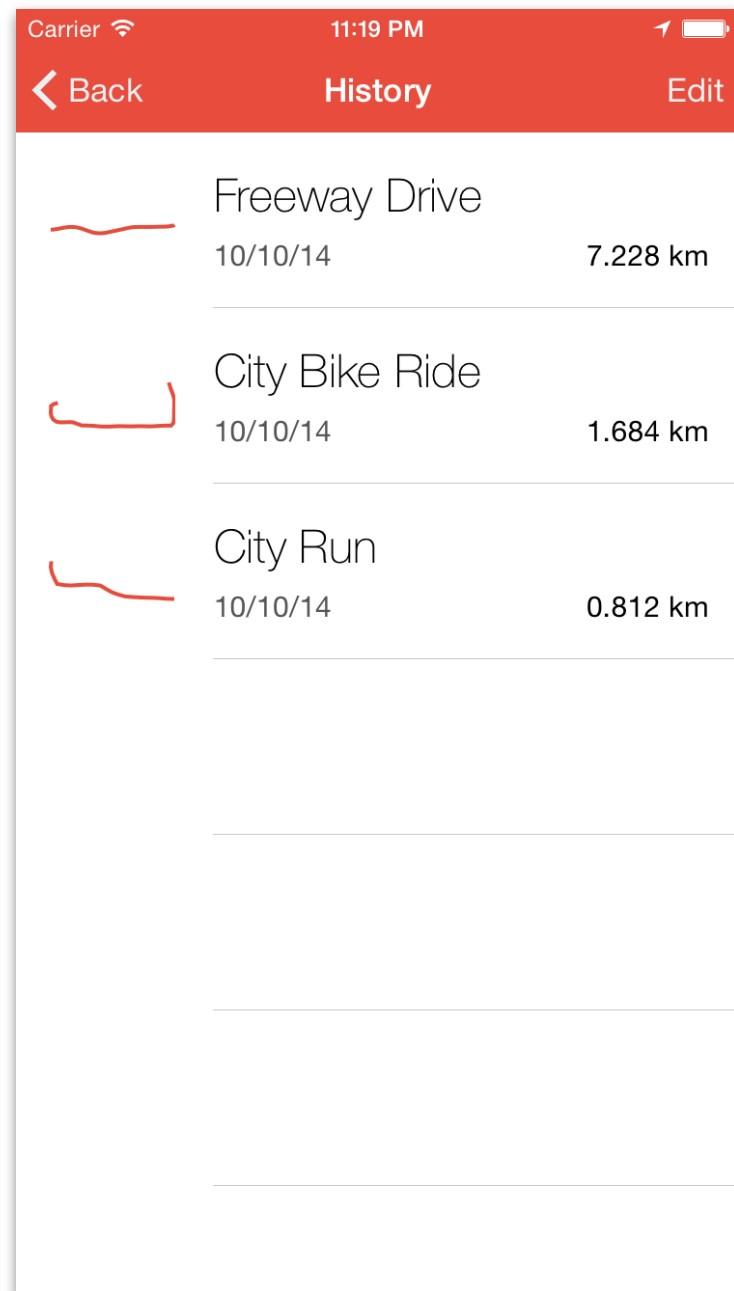 Carrier 11:19 PM
Back History Edit
Freeway Drive
10/10/14 7.228 km
City Bike Ride
10/10/14 1.684 km
City Run
10/10/14 0.812 km